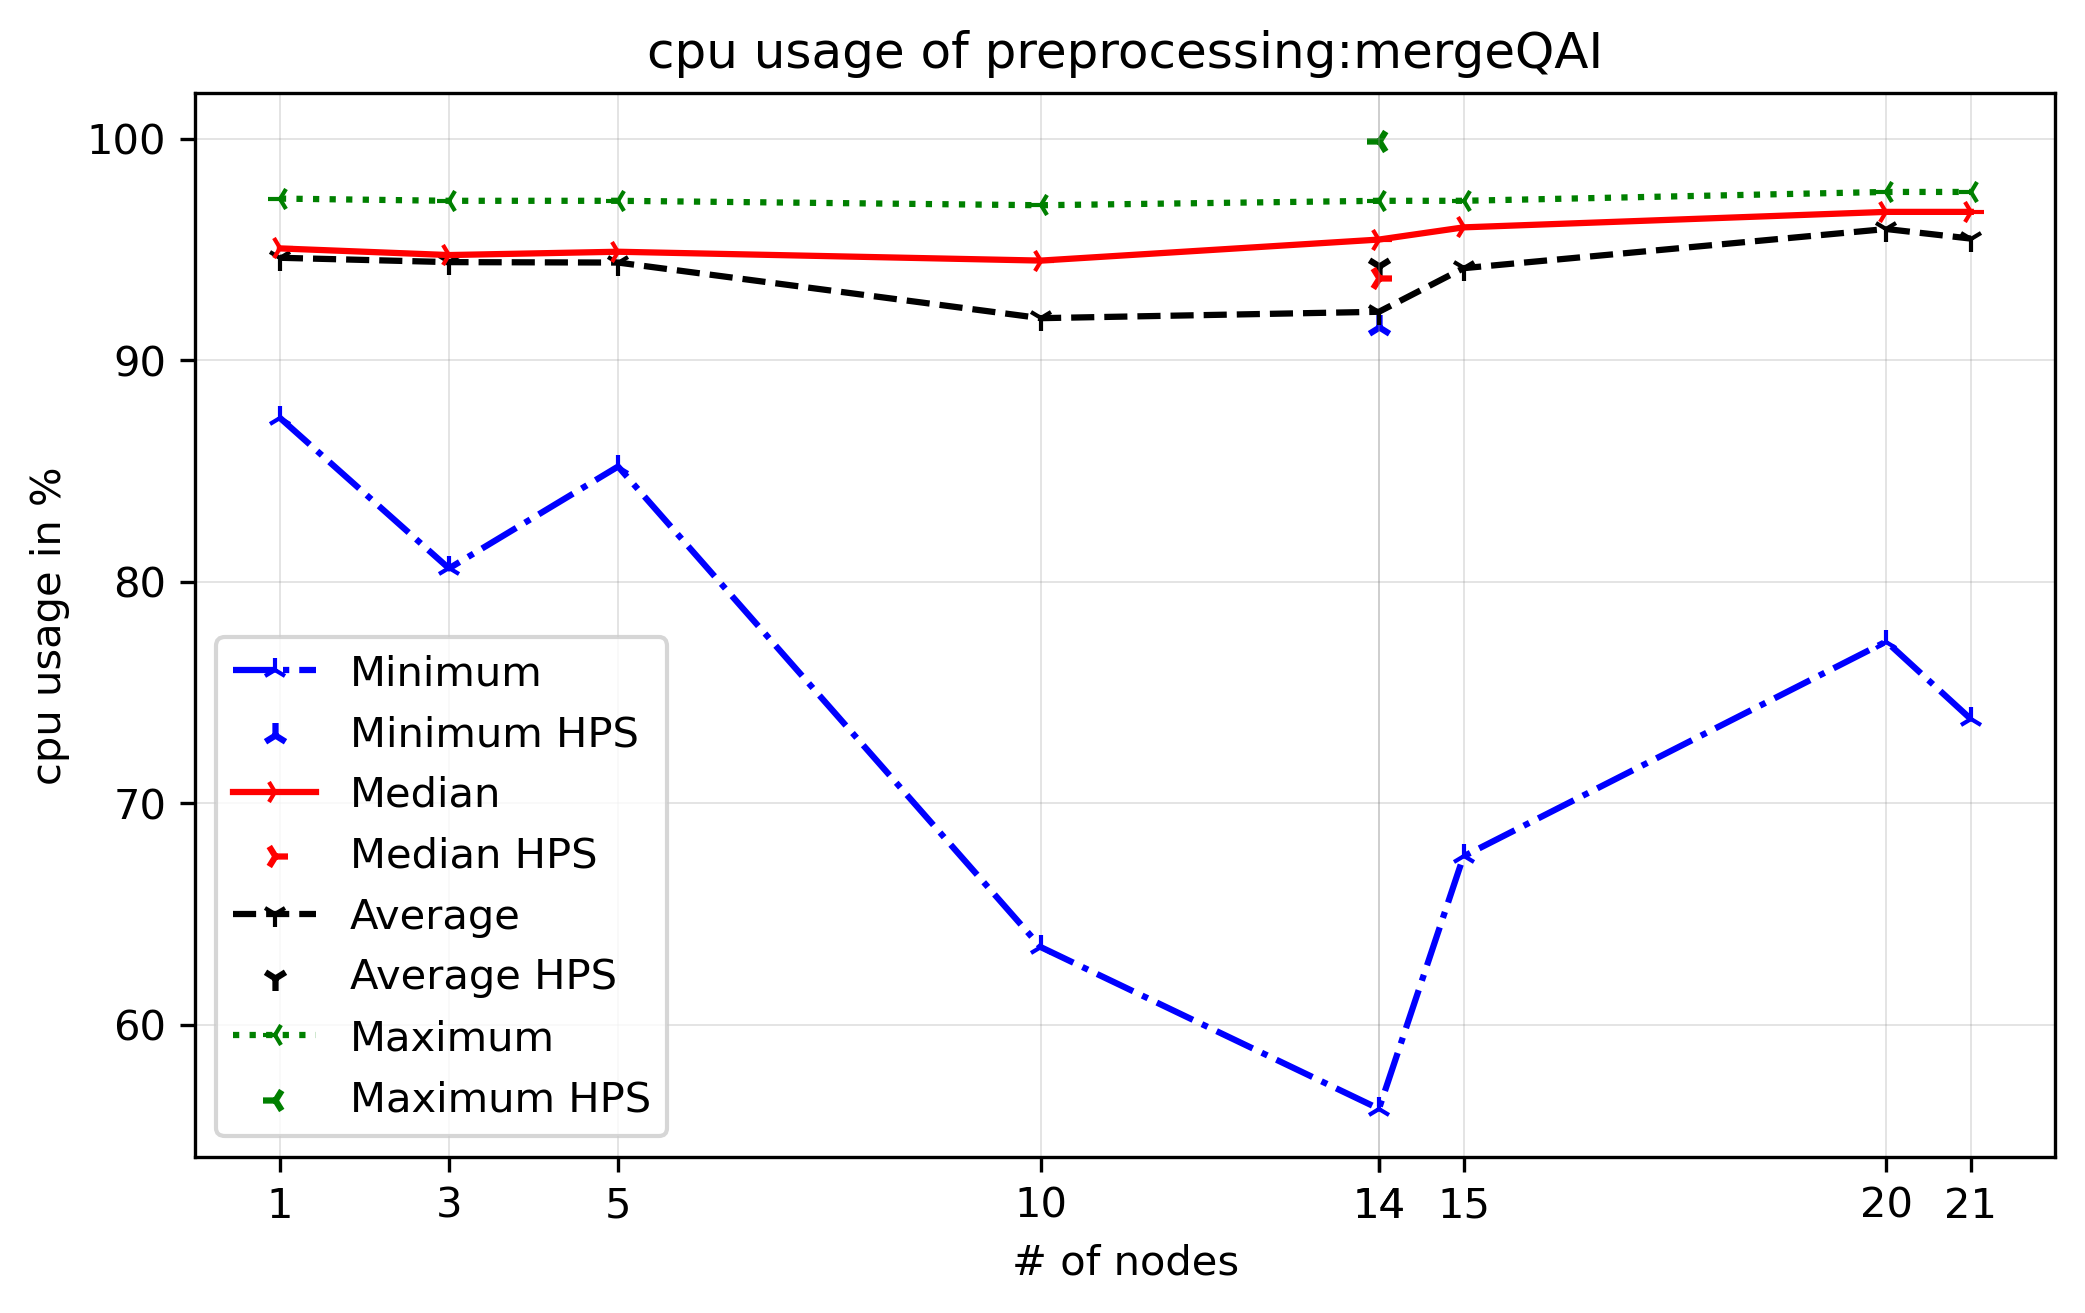 cpu usage of preprocessing:mergeQAI
cpu usage in %
100
90
80
70
60
Minimum
Minimum HPS
Median
Median HPS
Average
Average HPS
Maximum
Maximum HPS
1 3 5 10 14 15 20 21
# of nodes